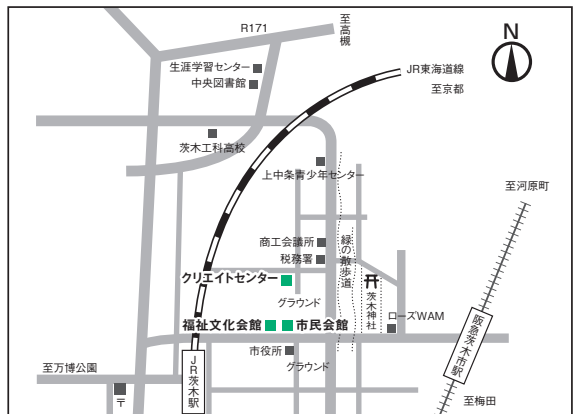 R171
至高槻
N
生涯学習センター
中央図書館
JR東海道線
至京都
茨木工科高校
上中条青少年センター
至河原町
商工会議所
税務署
緑の散歩道
クリエイトセンター
グラウンド
茨木神社
ローズWAM
福祉文化会館
市民会館
市役所
グラウンド
JR茨木駅
阪急茨木市駅
至万博公園
〒
至梅田